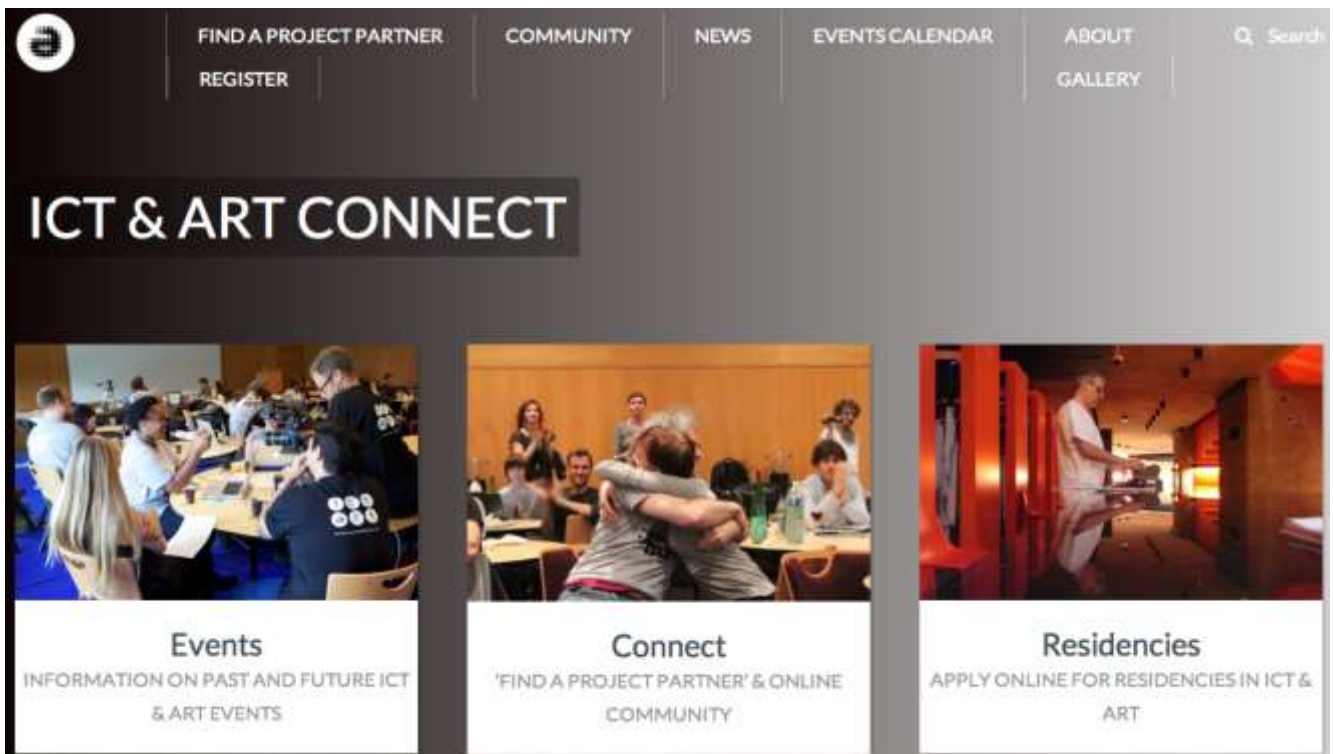 a
FIND A PROJECT PARTNER
COMMUNITY
NEWS
EVENTS CALENDAR
ABOUT
Search
REGISTER
GALLERY
ICT & ART CONNECT
Events
INFORMATION ON PAST AND FUTURE ICT
& ART EVENTS
Connect
'FIND A PROJECT PARTNER' & ONLINE
COMMUNITY
Residencies
APPLY ONLINE FOR RESIDENCIES IN ICT &
ART